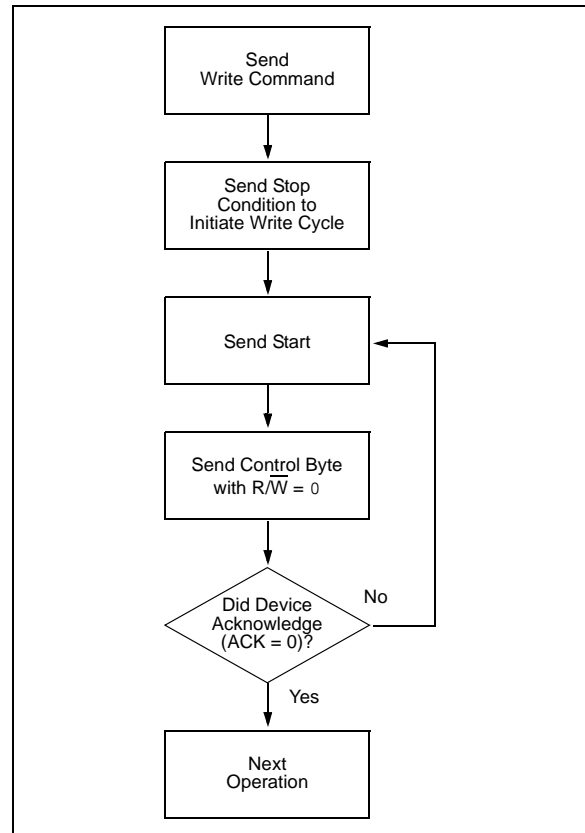 Send
Write Command
Send Stop
Condition to
Initiate Write Cycle
Send Start
Send Control Byte
with R/W̅ = 0
Did Device
Acknowledge
(ACK = 0)?
No
Yes
Next
Operation